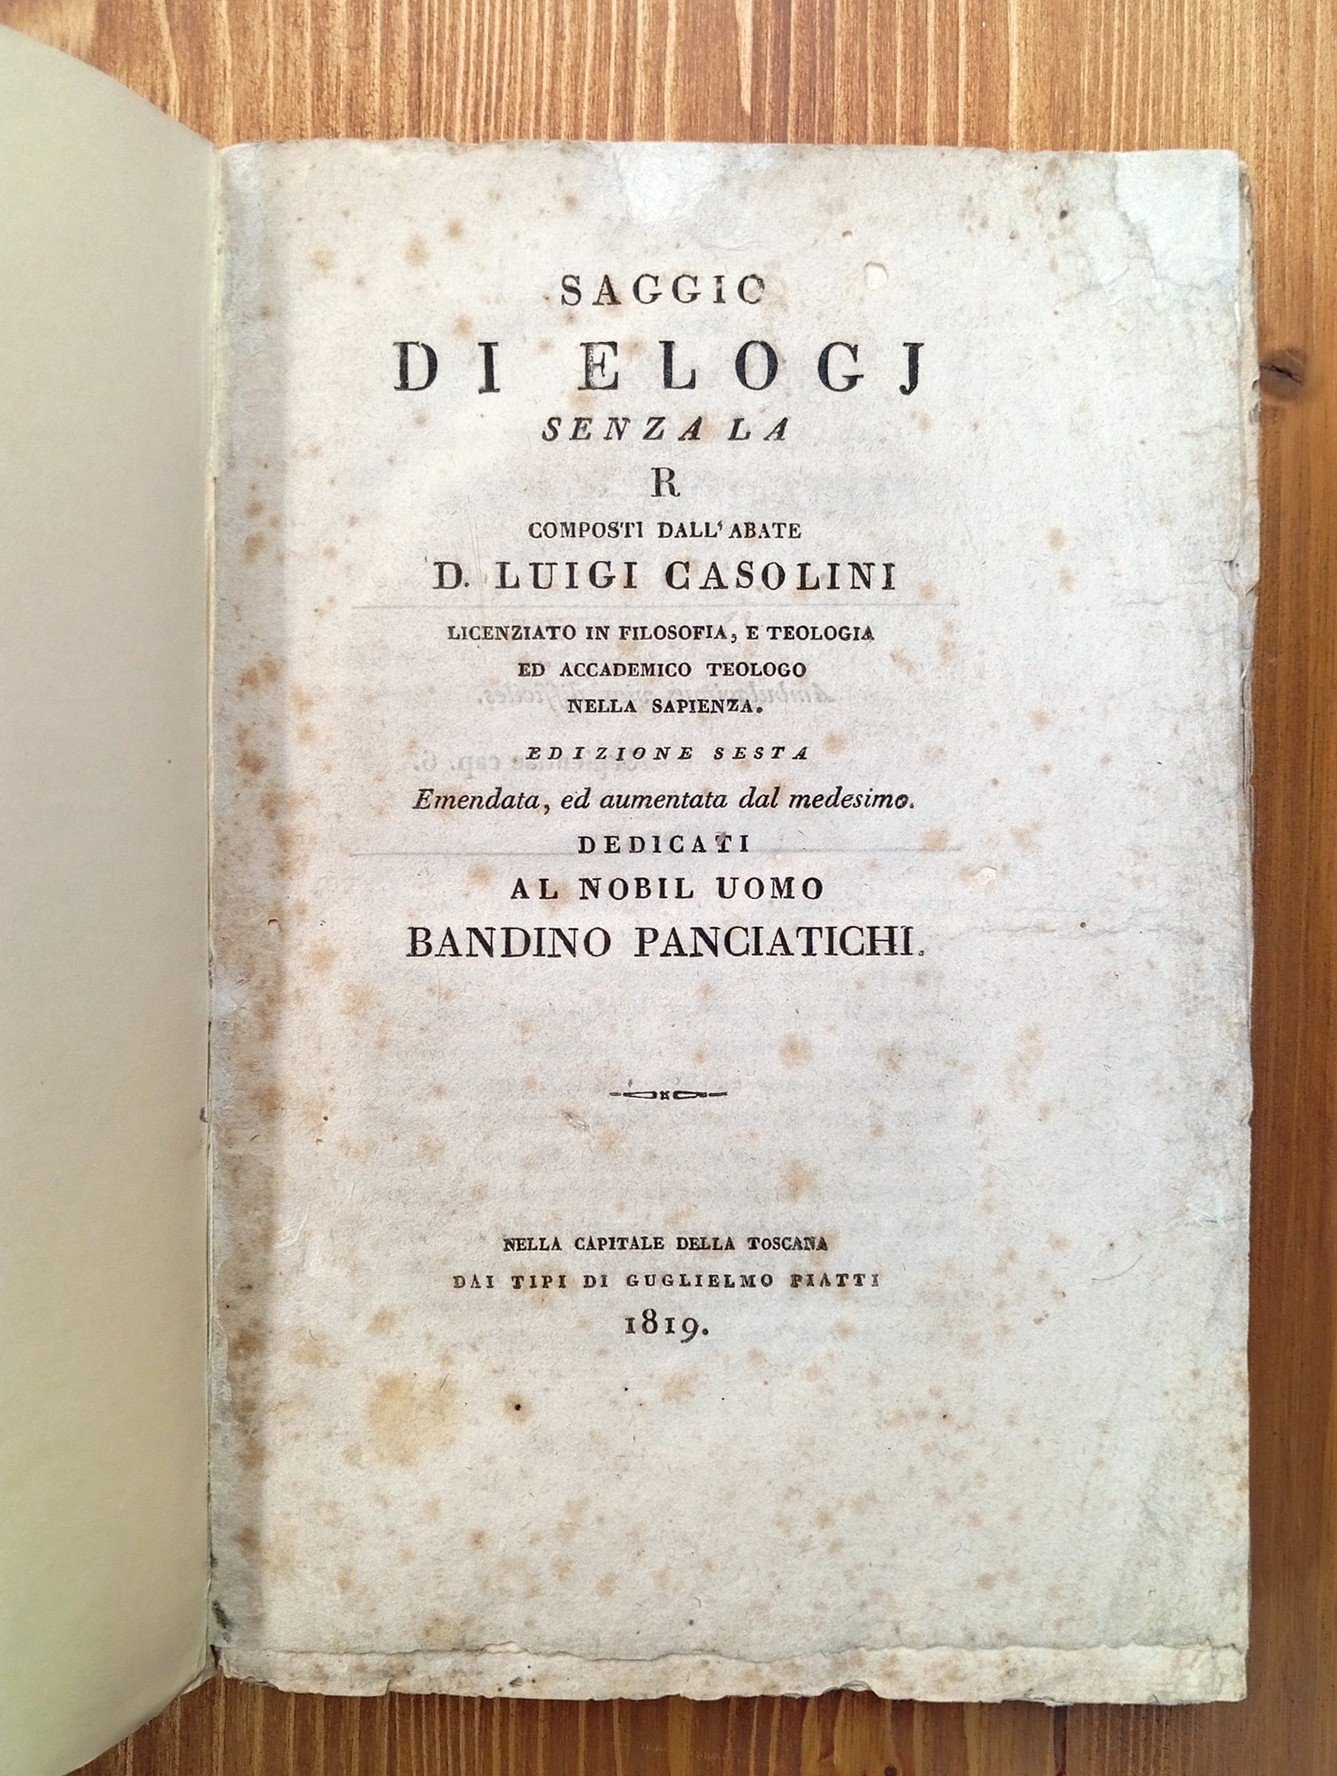 SAGGIO
DI ELOGJ
SENZA LA
R
COMPOSTI DALL'ABATE
D. LUIGI CASOLINI
LICENZIATO IN FILOSOFIA, E TEOLOGIA
ED ACCADEMICO TEOLOGO
NELLA SAPIENZA.
EDIZIONE SESTA
Emendata, ed aumentata dal medesimo.
DEDICATI
AL NOBIL UOMO
BANDINO PANCIATICHI.
NELLA CAPITALE DELLA TOSCANA
DAI TIPI DI GUGLIELMO PIATTI
1819.